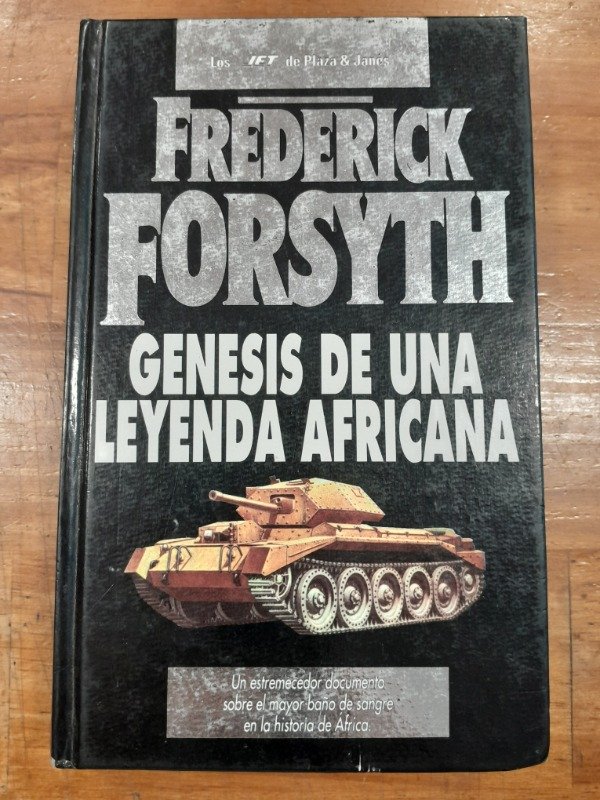 Los JET de Plaza & Janés
FREDERICK
FORSYTH
GENESIS DE UNA
LEYENDA AFRICANA
Un estremecedor documento
sobre el mayor baño de sangre
en la historia de Africa.